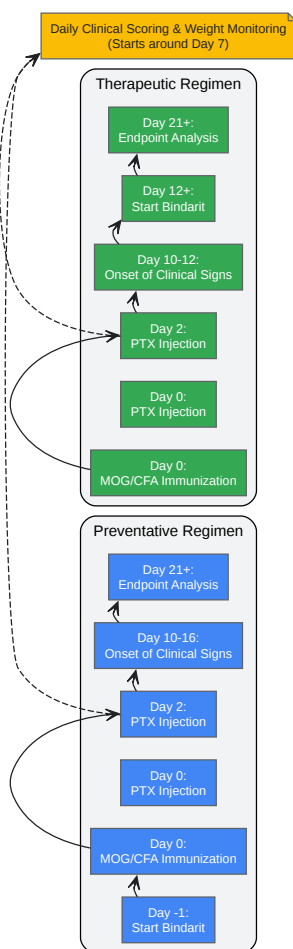 Daily Clinical Scoring & Weight Monitoring
(Starts around Day 7)
Therapeutic Regimen
Day 21+:
Endpoint Analysis
Day 12+:
Start Bindarit
Day 10-12:
Onset of Clinical Signs
Day 2:
PTX Injection
Day 0:
PTX Injection
Day 0:
MOG/CFA Immunization
Preventative Regimen
Day 21+:
Endpoint Analysis
Day 10-16:
Onset of Clinical Signs
Day 2:
PTX Injection
Day 0:
PTX Injection
Day 0:
MOG/CFA Immunization
Day -1:
Start Bindarit